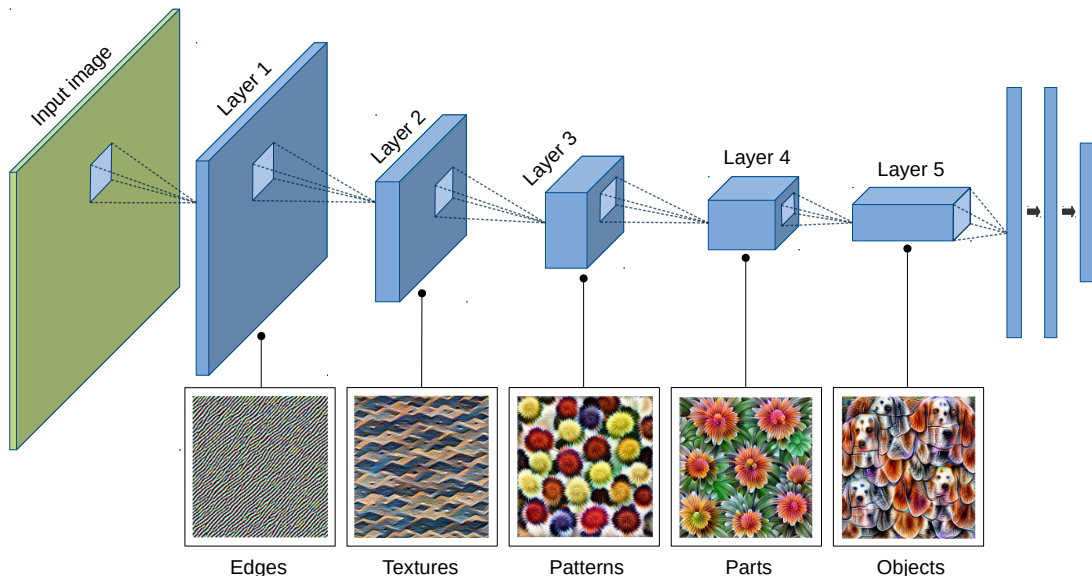 Input image
Layer 1
Layer 2
Layer 3
Layer 4
Layer 5
Edges
Textures
Patterns
Parts
Objects